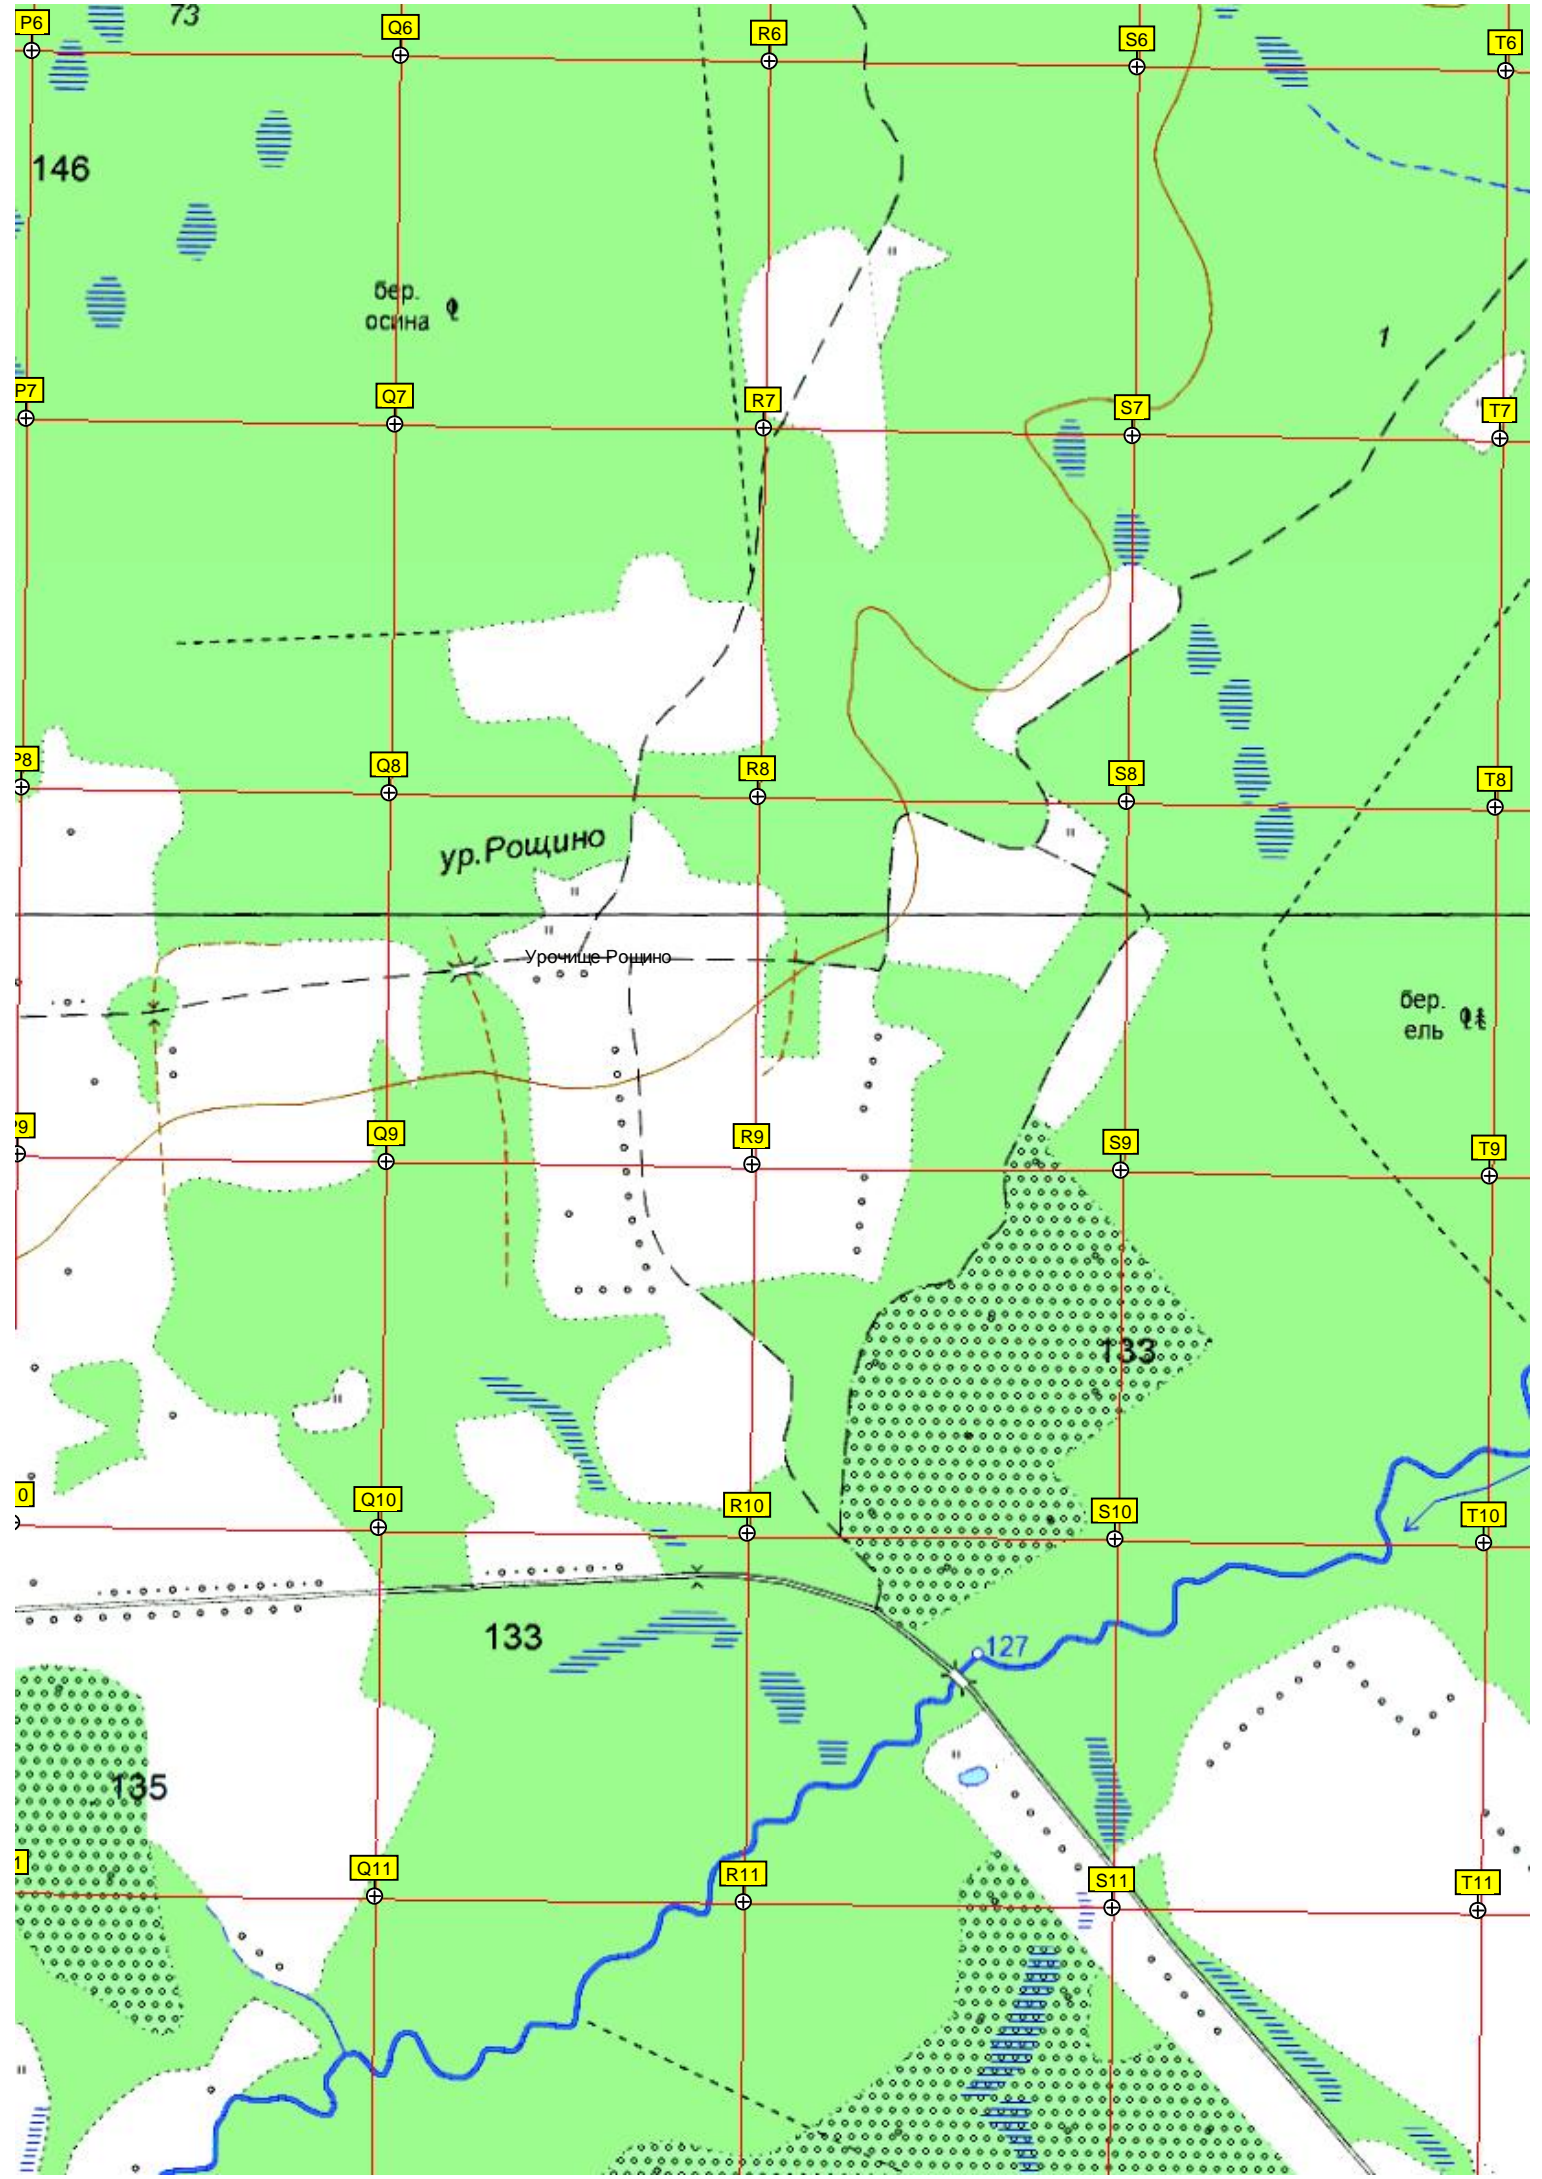 73
P6
Q6
R6
S6
T6
146
бер.
осина
1
P7
Q7
R7
S7
T7
P8
Q8
R8
S8
T8
ур.Рощино
Урочище Рощино
бер.
ель
Q9
R9
S9
T9
133
Q10
R10
S10
T10
133
127
135
Q11
R11
S11
T11